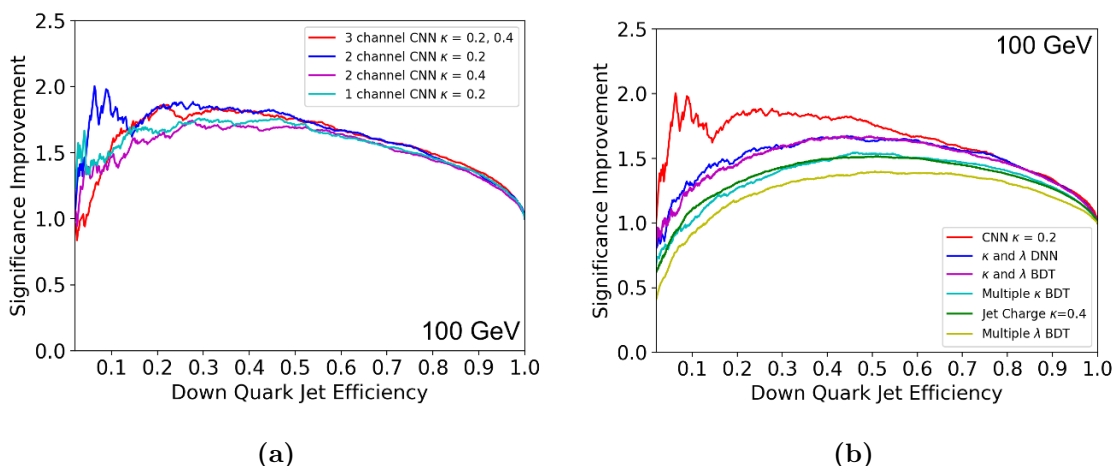 2.5
2.0
1.5
1.0
0.5
0.0
Significance Improvement
3 channel CNN κ = 0.2, 0.4
2 channel CNN κ = 0.2
2 channel CNN κ = 0.4
1 channel CNN κ = 0.2
100 GeV
0.1 0.2 0.3 0.4 0.5 0.6 0.7 0.8 0.9 1.0
Down Quark Jet Efficiency
(a)
2.5
2.0
1.5
1.0
0.5
0.0
Significance Improvement
100 GeV
CNN κ = 0.2
κ and λ DNN
κ and λ BDT
Multiple κ BDT
Jet Charge κ=0.4
Multiple λ BDT
0.1 0.2 0.3 0.4 0.5 0.6 0.7 0.8 0.9 1.0
Down Quark Jet Efficiency
(b)